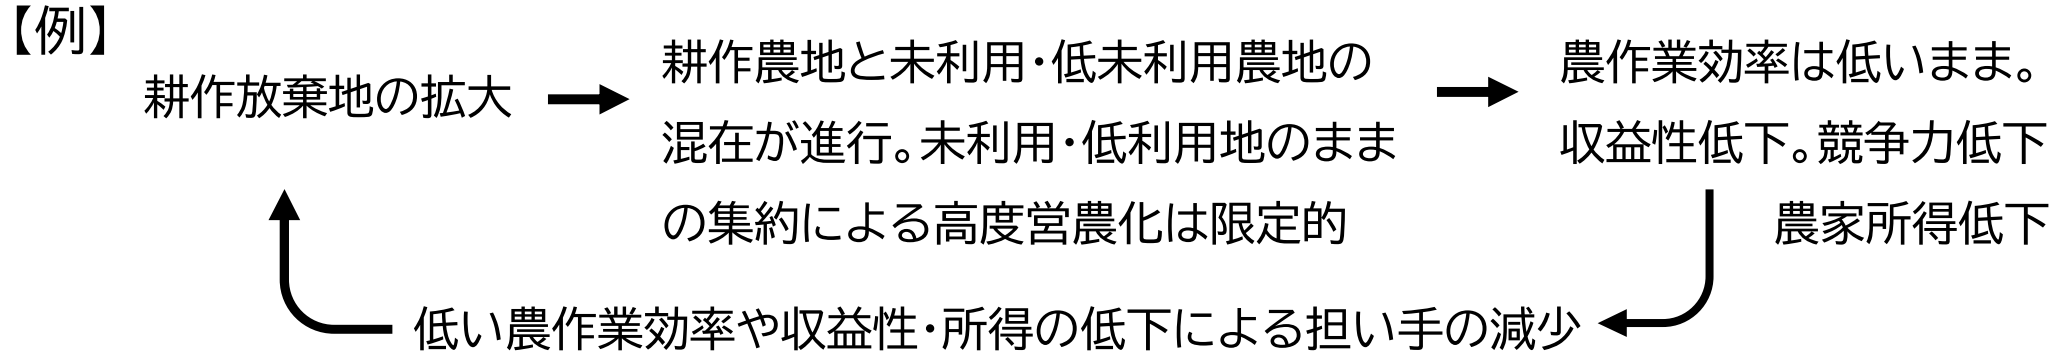 【例】
耕作放棄地の拡大
耕作農地と未利用・低未利用農地の
混在が進行。未利用・低利用地のまま
の集約による高度営農化は限定的
農作業効率は低いまま。
収益性低下。競争力低下
農家所得低下
低い農作業効率や収益性・所得の低下による担い手の減少